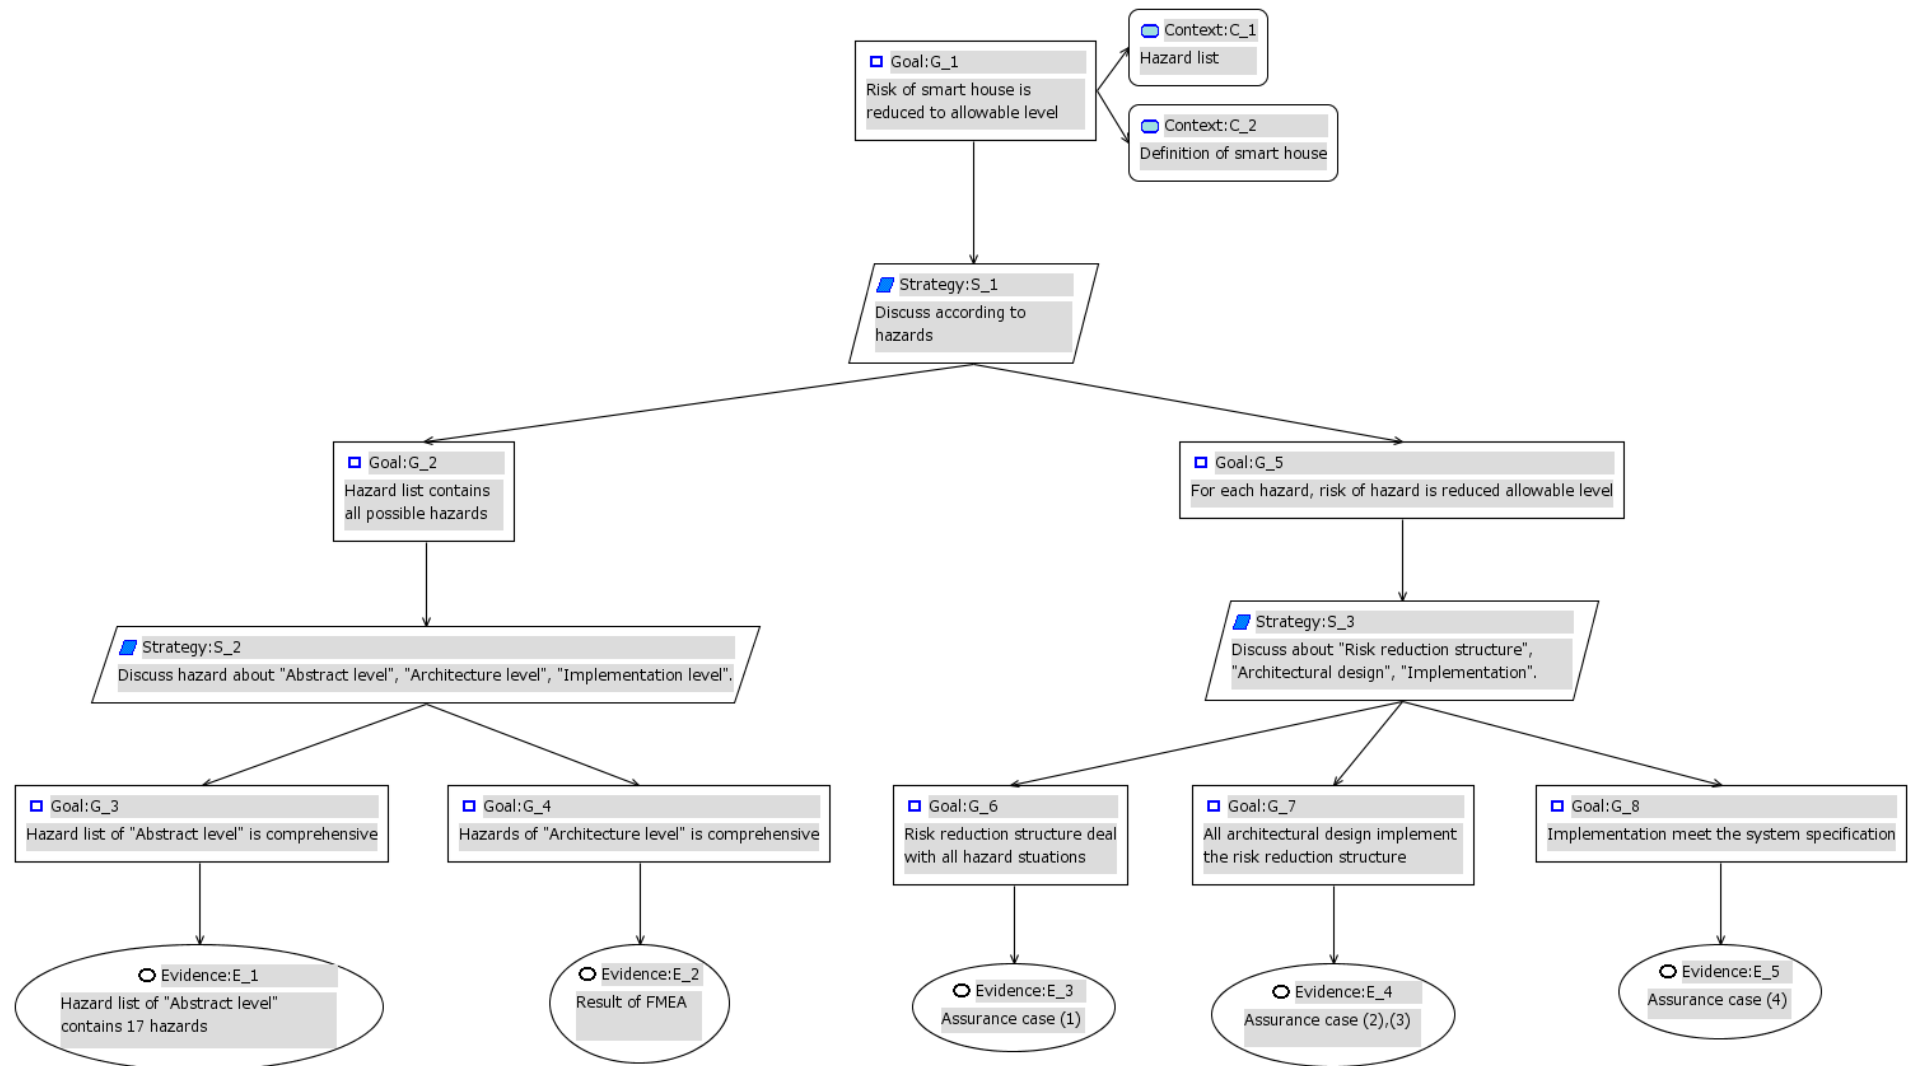 Context:C_1
Hazard list
Goal:G_1
Risk of smart house is
reduced to allowable level
Context:C_2
Definition of smart house
Strategy:S_1
Discuss according to
hazards
Goal:G_2
Hazard list contains
all possible hazards
Goal:G_5
For each hazard, risk of hazard is reduced allowable level
Strategy:S_2
Discuss hazard about "Abstract level", "Architecture level", "Implementation level".
Strategy:S_3
Discuss about "Risk reduction structure",
"Architectural design", "Implementation".
Goal:G_3
Hazard list of "Abstract level" is comprehensive
Goal:G_4
Hazards of "Architecture level" is comprehensive
Goal:G_6
Risk reduction structure deal
with all hazard stuations
Goal:G_7
All architectural design implement
the risk reduction structure
Goal:G_8
Implementation meet the system specification
Evidence:E_1
Hazard list of "Abstract level"
contains 17 hazards
Evidence:E_2
Result of FMEA
Evidence:E_3
Assurance case (1)
Evidence:E_4
Assurance case (2),(3)
Evidence:E_5
Assurance case (4)